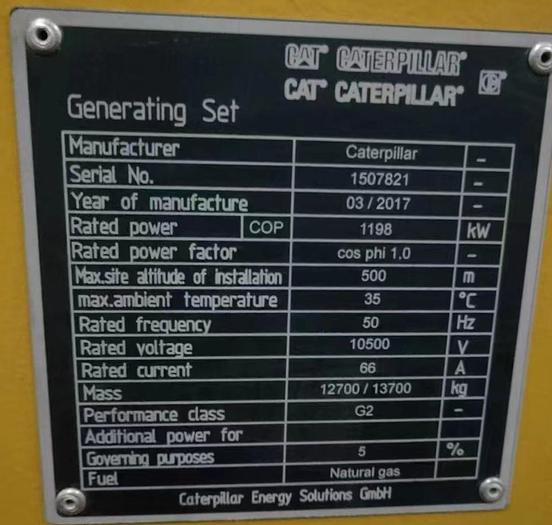 CAT® CATERPILLAR®
CAT® CATERPILLAR®
Generating Set
Manufacturer Caterpillar –
Serial No. 1507821 –
Year of manufacture 03 / 2017 –
Rated power COP 1198 kW
Rated power factor cos phi 1,0 –
Max.site altitude of installation 500 m
max.ambient temperature 35 °C
Rated frequency 50 Hz
Rated voltage 10500 V
Rated current 66 A
Mass 12700 / 13700 kg
Performance class G2 –
Additional power for
Governing purposes 5 %
Fuel Natural gas
Caterpillar Energy Solutions GmbH